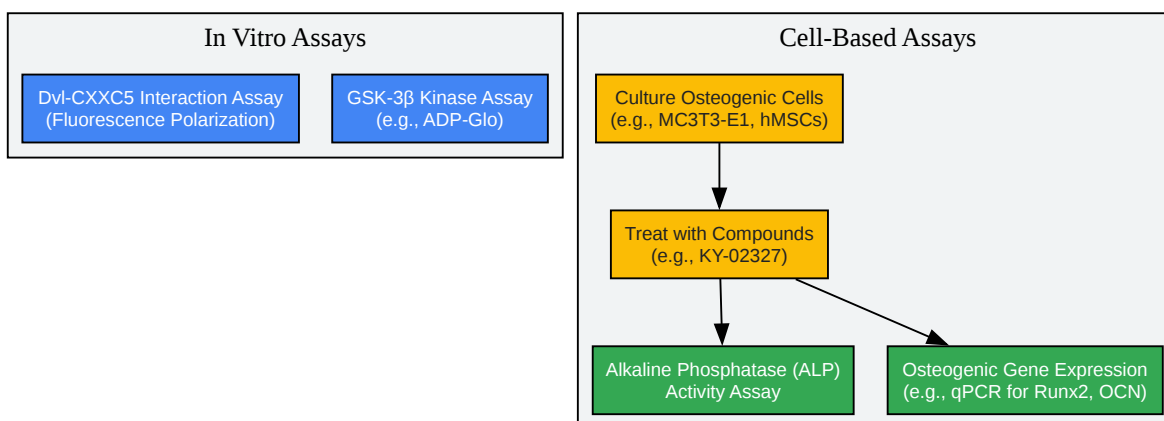 In Vitro Assays
Dvl-CXXC5 Interaction Assay
(Fluorescence Polarization)
GSK-3β Kinase Assay
(e.g., ADP-Glo)
Cell-Based Assays
Culture Osteogenic Cells
(e.g., MC3T3-E1, hMSCs)
Treat with Compounds
(e.g., KY-02327)
Alkaline Phosphatase (ALP)
Activity Assay
Osteogenic Gene Expression
(e.g., qPCR for Runx2, OCN)